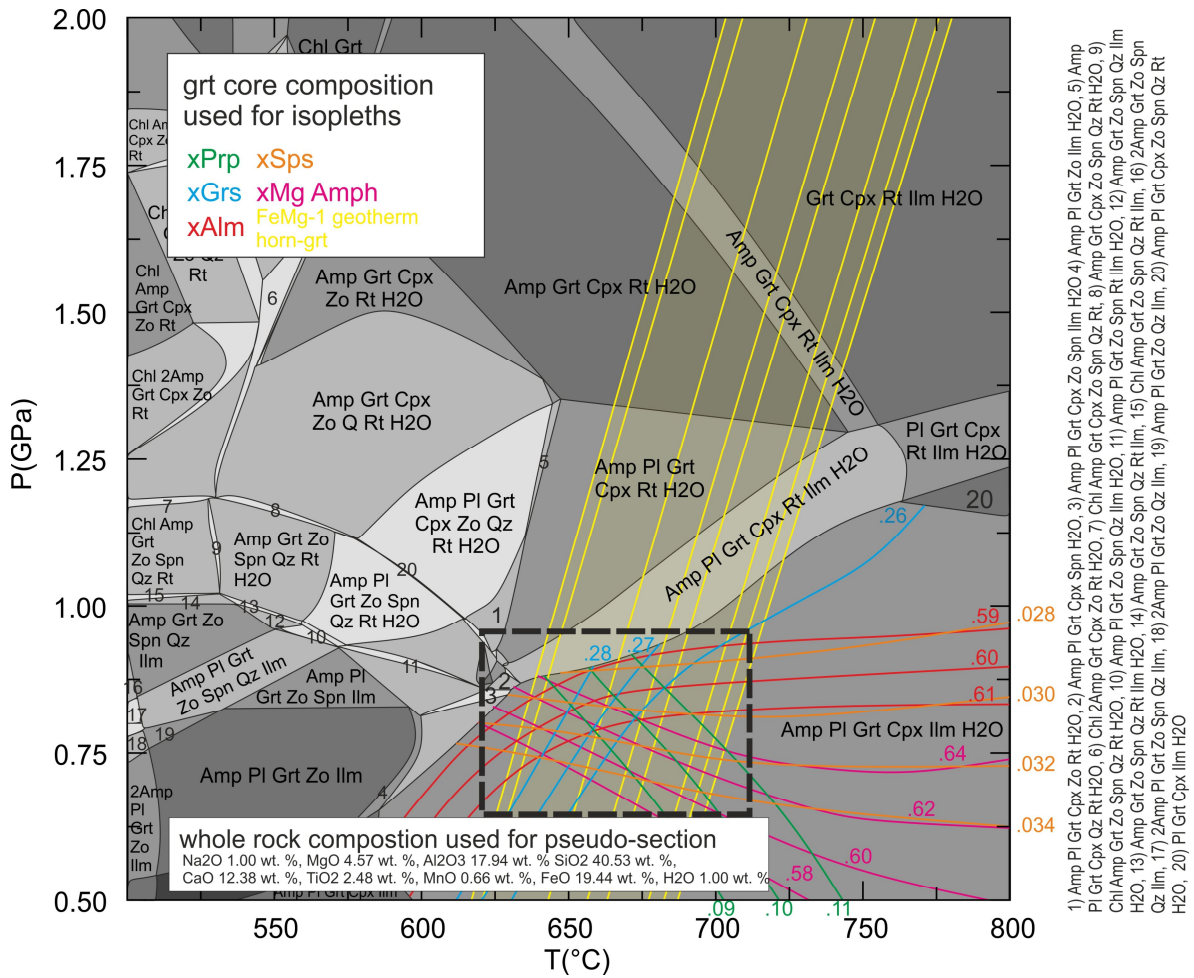 2.00
1.75
1.50
1.25
1.00
0.75
0.50
P(GPa)
Chl Grt
grt core composition
used for isopleths
xPrp xSps
xGrs xMg Amph
xAlm FeMg-1 geotherm
horn-grt
Rt
Rt
Chl
Amp
Grt Cpx
Zo Rt
6
Amp Grt Cpx
Zo Rt H2O
Amp Grt Cpx Rt H2O
Grt Cpx Rt Ilm H2O
Amp Grt Cpx Rt Ilm H2O
Chl 2Amp
Grt Cpx Zo
Rt
Amp Grt Cpx
Zo Q Rt H2O
5
Amp Pl Grt
Cpx Rt H2O
Pl Grt Cpx
Rt Ilm H2O
20
7
8
Chl Amp
Grt
Zo Spn
Qz Rt
9
Amp Grt Zo
Spn Qz Rt
H2O
Amp Pl Grt
Cpx Zo Qz
Rt H2O
Amp Pl Grt Cpx Rt Ilm H2O
.26
20
Amp Pl
Grt Zo Spn
Qz Rt H2O
15
14
13
12
10
11
1
2
3
Amp Grt Zo
Spn Qz
Ilm
Amp Pl Grt
Zo Spn Qz Ilm
Amp Pl
Grt Zo Spn Ilm
16
17
18
19
.28
.27
.59
.028
.60
.61
.030
Amp Pl Grt Cpx Ilm H2O
.64
.032
.62
.034
Amp Pl Grt Zo Ilm
4
2Amp
Pl
Grt
Zo
Ilm
.60
.58
whole rock compostion used for pseudo-section
Na2O 1.00 wt. %, MgO 4.57 wt. %, Al2O3 17.94 wt % SiO2 40.53 wt. %,
CaO 12.38 wt. %, TiO2 2.48 wt. %, MnO 0.66 wt. %, FeO 19.44 wt. %, H2O 1.00 wt. %
.09
.10
.11
550
600
650
700
750
800
T(°C)
1) Amp Pl Grt Cpx Zo Rt H2O, 2) Amp Pl Grt Cpx Spn H2O, 3) Amp Pl Grt Cpx Zo Spn Ilm H2O 4) Amp Pl Grt Zo Ilm H2O, 5) Amp
Pl Grt Cpx Qz Rt H2O, 6) Chl 2Amp Grt Cpx Zo Rt H2O, 7) Chl Amp Grt Cpx Zo Spn Qz Rt, 8) Amp Grt Cpx Zo Spn Qz Rt H2O, 9)
Chl Amp Grt Zo Spn Qz Rt H2O, 10) Amp Pl Grt Zo Spn Qz Ilm H2O, 11) Amp Pl Grt Zo Spn Rt Ilm H2O, 12) Amp Grt Zo Spn Qz Ilm
H2O, 13) Amp Grt Zo Spn Qz Rt Ilm H2O, 14) Amp Grt Zo Spn Qz Rt Ilm, 15) Chl Amp Grt Zo Spn Qz Rt Ilm, 16) 2Amp Grt Zo Spn
Qz Ilm, 17) 2Amp Pl Grt Zo Spn Qz Ilm, 18) 2Amp Pl Grt Zo Qz Ilm, 19) Amp Pl Grt Zo Qz Ilm, 20) Amp Pl Grt Cpx Zo Spn Qz Rt
H2O, 20) Pl Grt Cpx Ilm H2O